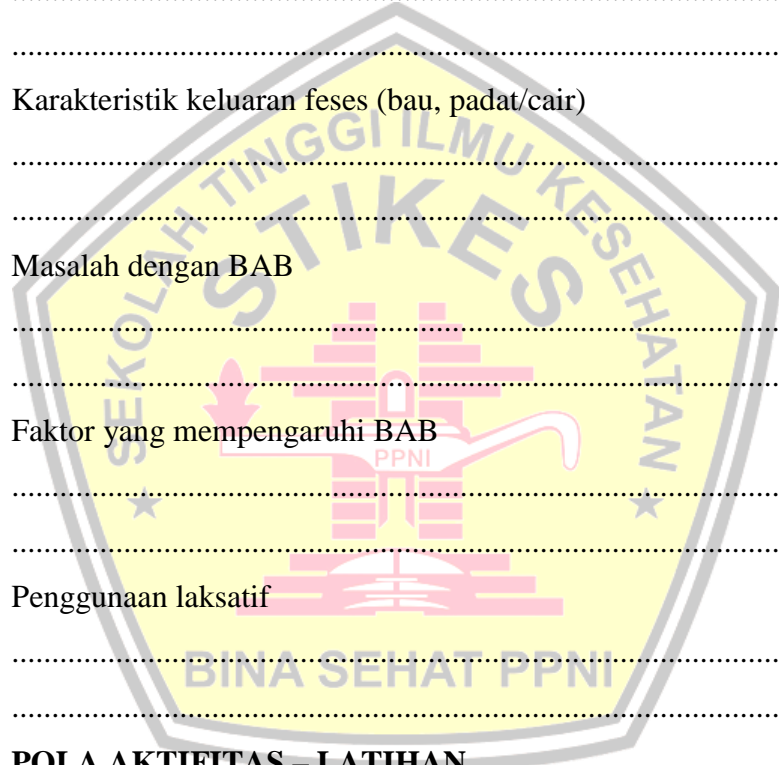 ................................................................................
................................................................................
Karakteristik keluaran feses (bau, padat/cair)
................................................................................
................................................................................
Masalah dengan BAB
................................................................................
................................................................................
Faktor yang mempengaruhi BAB
................................................................................
................................................................................
Penggunaan laksatif
................................................................................
................................................................................
POLA AKTIFITAS – LATIHAN
SEKOLAH TINGGI ILMU KESEHATAN
STIKES
PPNI
BINA SEHAT PPNI